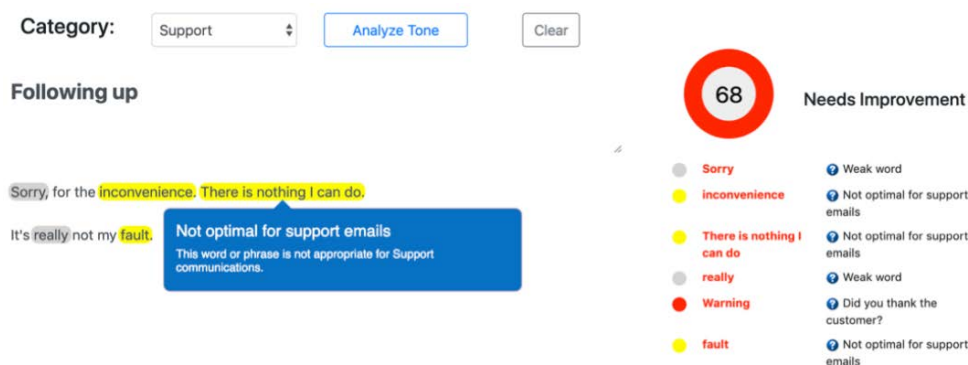 Category:
Support
Analyze Tone
Clear
Following up
68
Needs Improvement
Sorry, for the inconvenience. There is nothing I can do.
It's really not my fault.
Not optimal for support emails
This word or phrase is not appropriate for Support
communications.
Sorry
? Weak word
inconvenience
? Not optimal for support
emails
There is nothing I
can do
? Not optimal for support
emails
really
? Weak word
Warning
? Did you thank the
customer?
fault
? Not optimal for support
emails